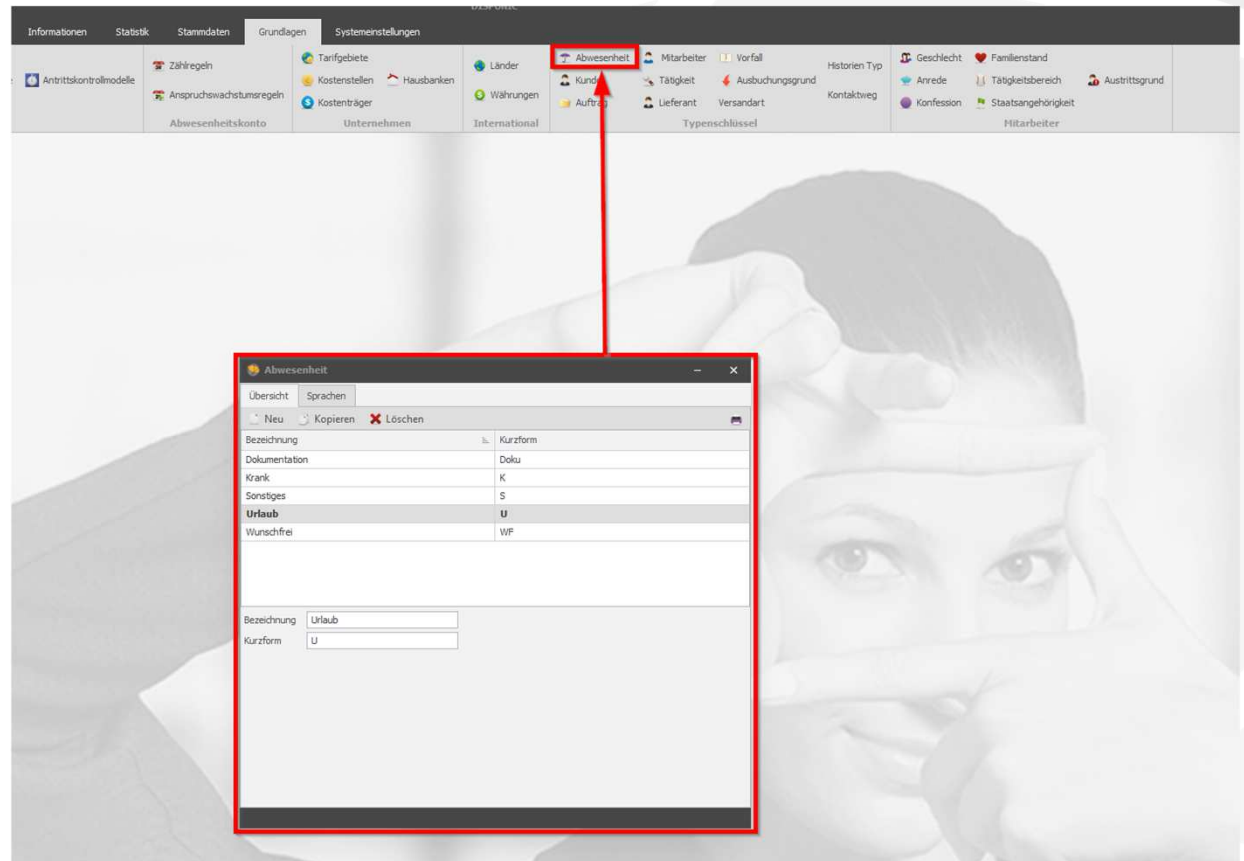 DISPONIC
Informationen Statistik Stammdaten Grundlagen Systemeinstellungen
Antrittskontrollmodelle
Zählregeln
Anspruchswachstumsregeln
Abwesenheitskonto
Tarifgebiete
Kostenstellen Hausbanken
Kostenträger
Unternehmen
Länder
Währungen
International
Abwesenheit Mitarbeiter Vorfall
Historien Typ
Tätigkeit Ausbuchungsgrund
Kontaktweg
Auftrag Lieferant Versandart
Typenschlüssel
Geschlecht Familienstand
Anrede Tätigkeitsbereich Austrittsgrund
Konfession Staatsangehörigkeit
Mitarbeiter
Abwesenheit
Übersicht Sprachen
Neu Kopieren Löschen
Bezeichnung Kurzform
Dokumentation Doku
Krank K
Sonstiges S
Urlaub U
Wunschfrei WF
Bezeichnung Urlaub
Kurzform U